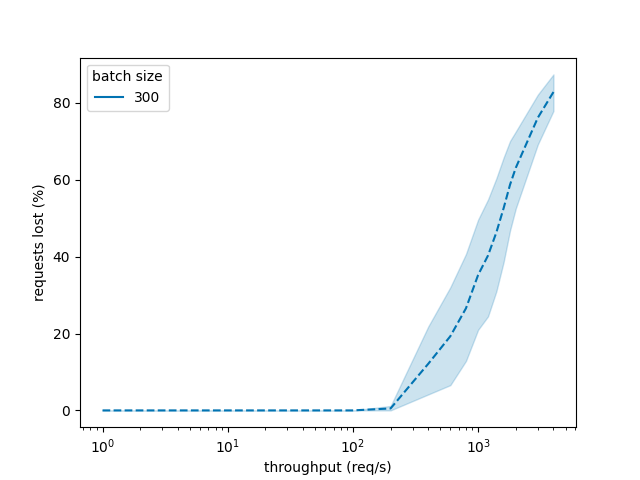 batch size
300
80
60
40
20
0
requests lost (%)
10⁰ 10¹ 10² 10³
throughput (req/s)